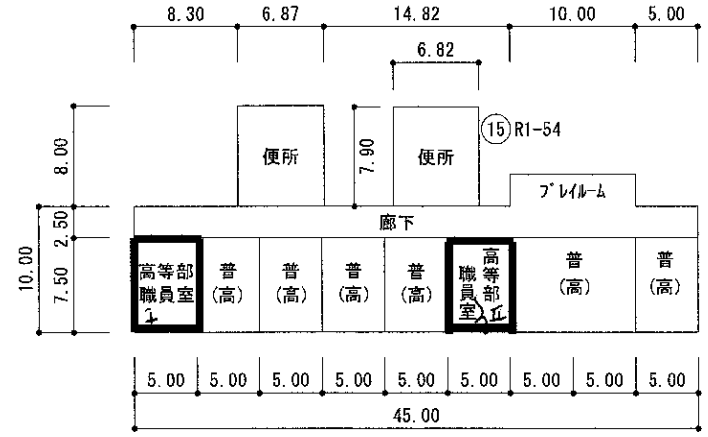 8.30 6.87 14.82 10.00 5.00
6.82
8.00
便所
7.90
便所
15 R1-54
プレイルーム
10.00
2.50
廊下
7.50
高等部
職員室
I
普
(高)
普
(高)
普
(高)
普
(高)
高等部
職員室
II
普
(高)
普
(高)
5.00 5.00 5.00 5.00 5.00 5.00 5.00 5.00 5.00
45.00